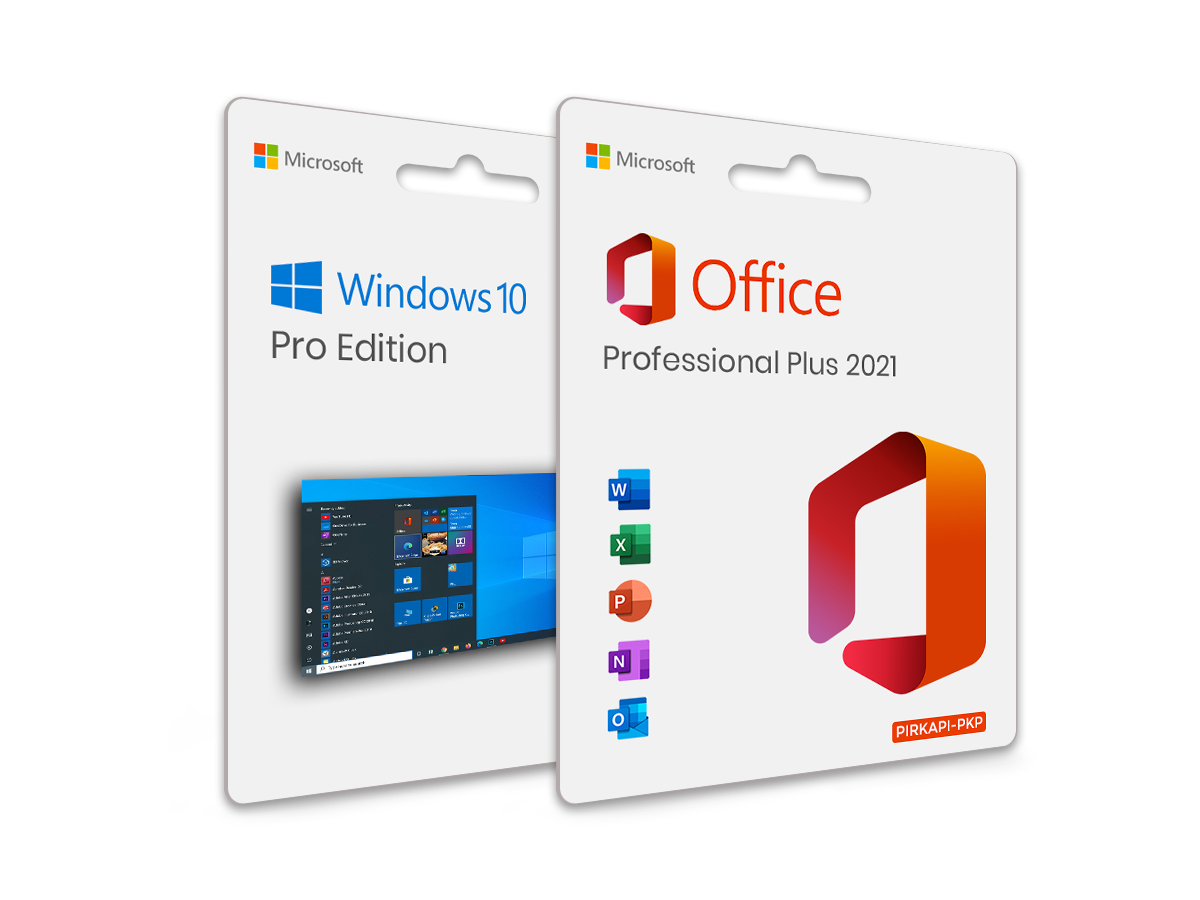 Microsoft
Windows 10
Pro Edition
Microsoft
Office
Professional Plus 2021
W
X
P
N
O
PIRKAPI-PKP